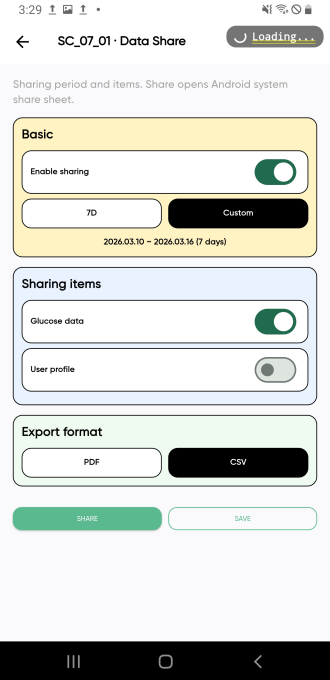 3:29
SC_07_01 · Data Share
Loading...
Sharing period and items. Share opens Android system
share sheet.
Basic
Enable sharing
7D
Custom
2026.03.10 ~ 2026.03.16 (7 days)
Sharing items
Glucose data
User profile
Export format
PDF
CSV
SHARE
SAVE